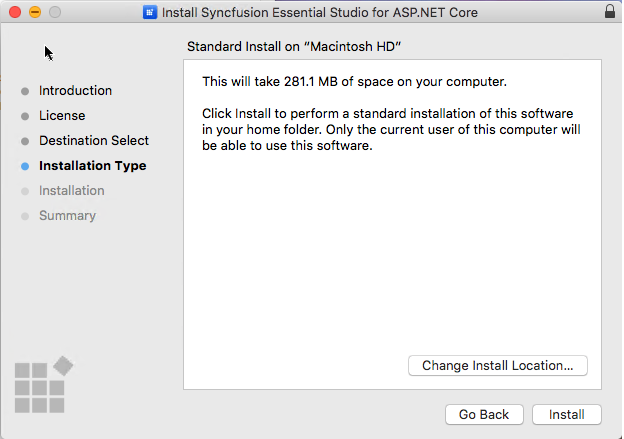 Install Syncfusion Essential Studio for ASP.NET Core
Standard Install on “Macintosh HD”
Introduction
License
Destination Select
Installation Type
Installation
Summary
This will take 281.1 MB of space on your computer.
Click Install to perform a standard installation of this software
in your home folder. Only the current user of this computer will
be able to use this software.
Change Install Location...
Go Back
Install